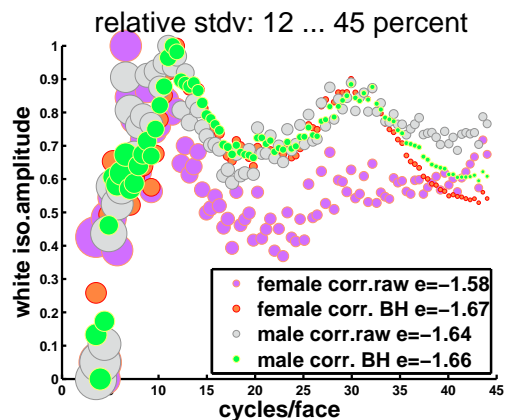 relative stdv: 12 ... 45 percent
white iso.amplitude
1
0.9
0.8
0.7
0.6
0.5
0.4
0.3
0.2
0.1
0
female corr.raw e=−1.58
female corr. BH e=−1.67
male corr.raw e=−1.64
male corr. BH e=−1.66
0 5 10 15 20 25 30 35 40 45
cycles/face